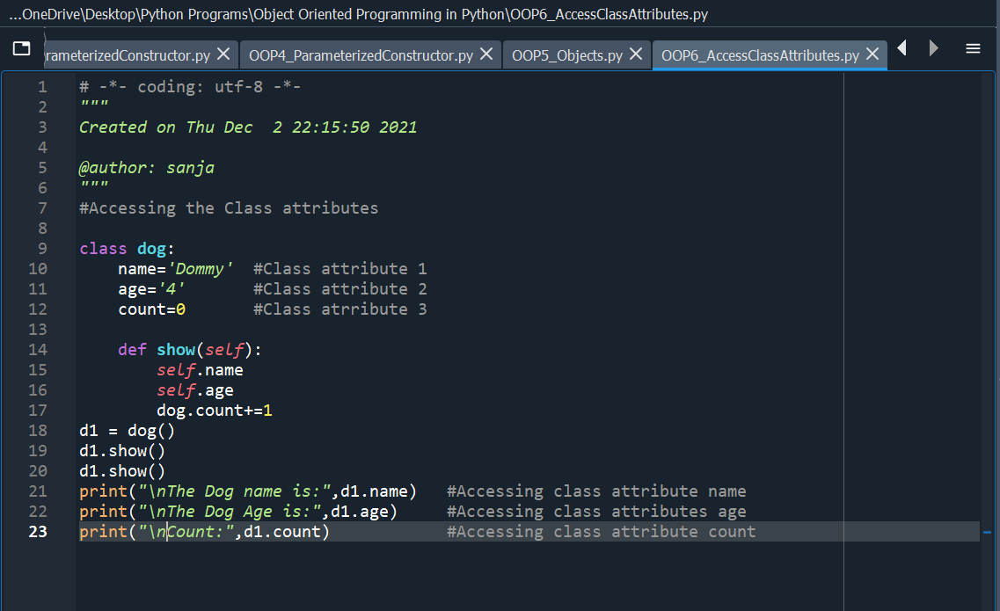 ...OneDrive\Desktop\Python Programs\Object Oriented Programming in Python\OOP6_AccessClassAttributes.py
rameterizedConstructor.py OOP4_ParameterizedConstructor.py OOP5_Objects.py OOP6_AccessClassAttributes.py
1 # -*- coding: utf-8 -*-
2 """
3 Created on Thu Dec  2 22:15:50 2021
4
5 @author: sanja
6 """
7 #Accessing the Class attributes
8
9 class dog:
10     name='Dommy'  #Class attribute 1
11     age='4'       #Class attribute 2
12     count=0       #Class atrribute 3
13
14     def show(self):
15         self.name
16         self.age
17         dog.count+=1
18 d1 = dog()
19 d1.show()
20 d1.show()
21 print("\nThe Dog name is:",d1.name)   #Accessing class attribute name
22 print("\nThe Dog Age is:",d1.age)     #Accessing class attributes age
23 print("\nCount:",d1.count)            #Accessing class attribute count